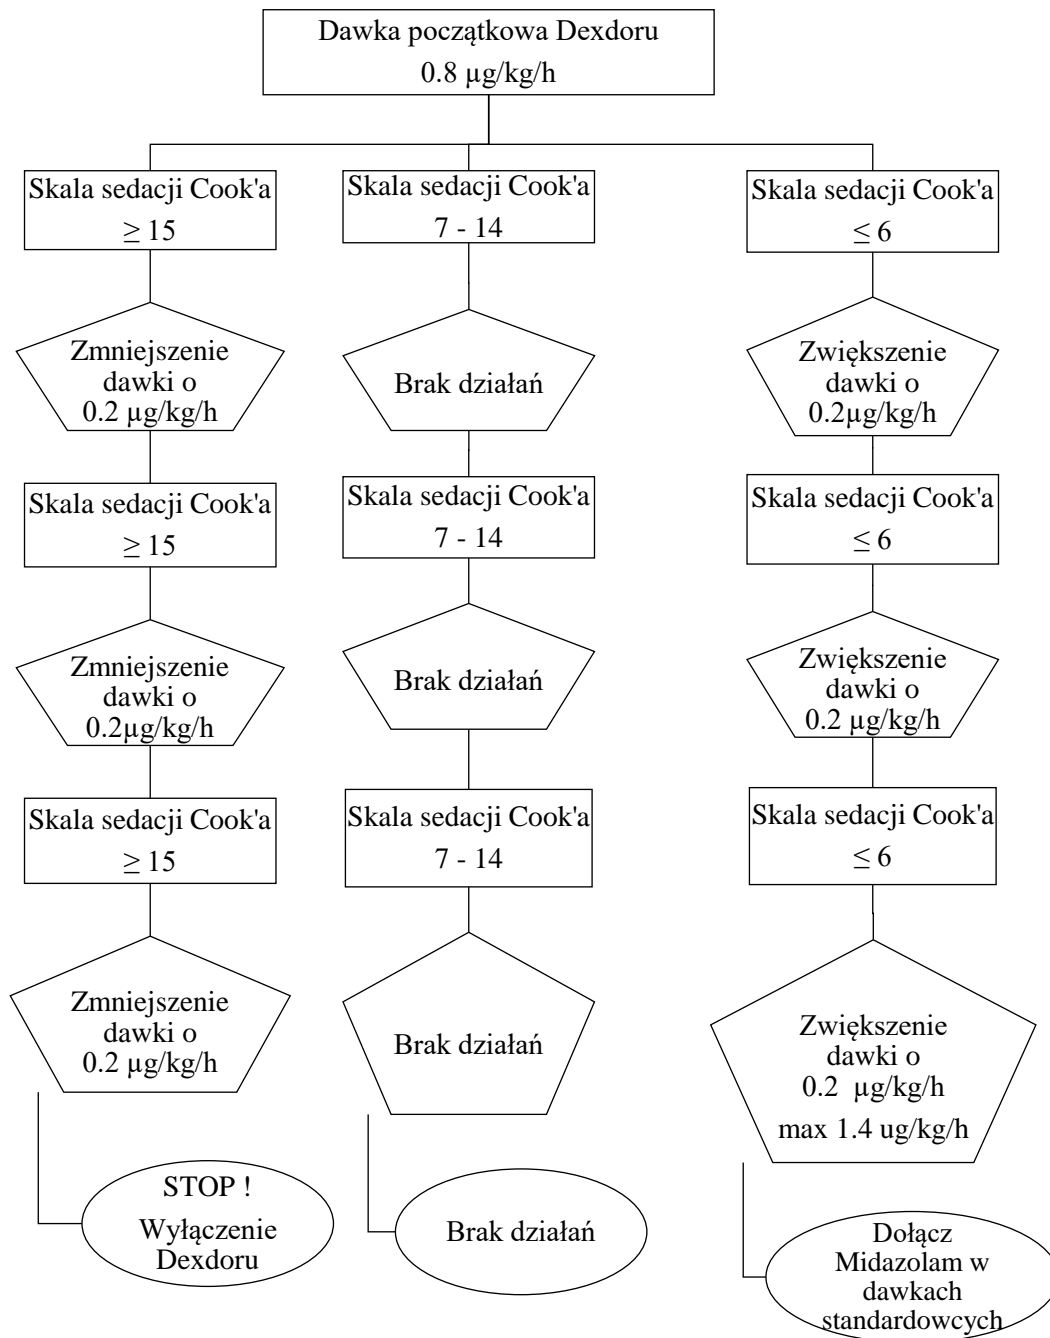 Dawka początkowa Dexdoru
0.8 µg/kg/h
Skala sedacji Cook'a
≥ 15
Skala sedacji Cook'a
7 - 14
Skala sedacji Cook'a
≤ 6
Zmniejszenie
dawki o
0.2 µg/kg/h
Brak działań
Zwiększenie
dawki o
0.2µg/kg/h
Skala sedacji Cook'a
≥ 15
Skala sedacji Cook'a
7 - 14
Skala sedacji Cook'a
≤ 6
Zmniejszenie
dawki o
0.2µg/kg/h
Brak działań
Zwiększenie
dawki o
0.2 µg/kg/h
Skala sedacji Cook'a
≥ 15
Skala sedacji Cook'a
7 - 14
Skala sedacji Cook'a
≤ 6
Zmniejszenie
dawki o
0.2 µg/kg/h
Brak działań
Zwiększenie
dawki o
0.2 µg/kg/h
max 1.4 ug/kg/h
STOP !
Wyłączenie
Dexdoru
Brak działań
Dołącz
Midazolam w
dawkach
standardowcych